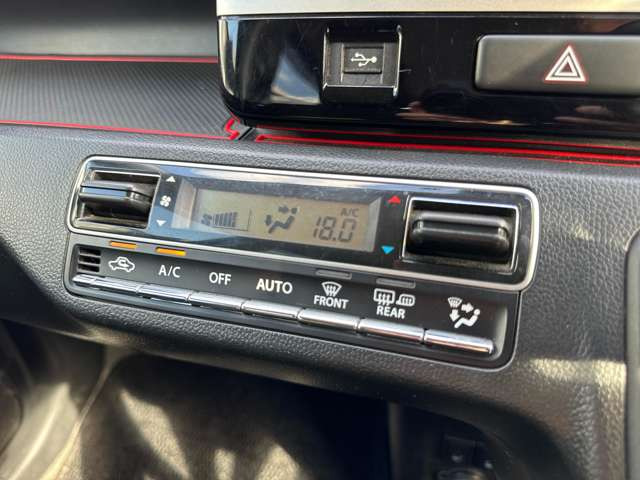 A/C
18.0
A/C
OFF
AUTO
FRONT
REAR